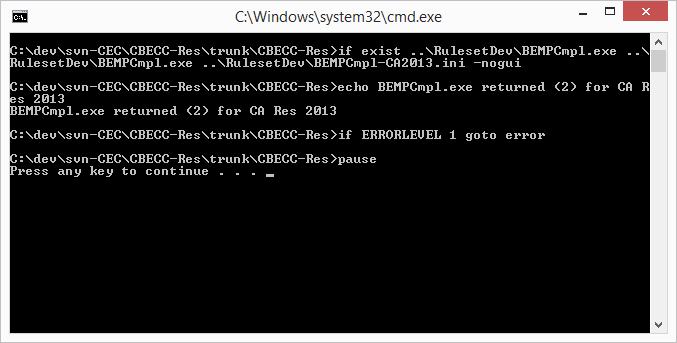 C:\Windows\system32\cmd.exe
C:\dev\svn-CEC\CBECC-Res\trunk\CBECC-Res>if exist ..\RulesetDev\BEMPCmpl.exe ..\
RulesetDev\BEMPCmpl.exe ..\RulesetDev\BEMPCmpl-CA2013.ini -nogui
C:\dev\svn-CEC\CBECC-Res\trunk\CBECC-Res>echo BEMPCmpl.exe returned (2) for CA R
es 2013
BEMPCmpl.exe returned (2) for CA Res 2013
C:\dev\svn-CEC\CBECC-Res\trunk\CBECC-Res>if ERRORLEVEL 1 goto error
C:\dev\svn-CEC\CBECC-Res\trunk\CBECC-Res>pause
Press any key to continue . . . _